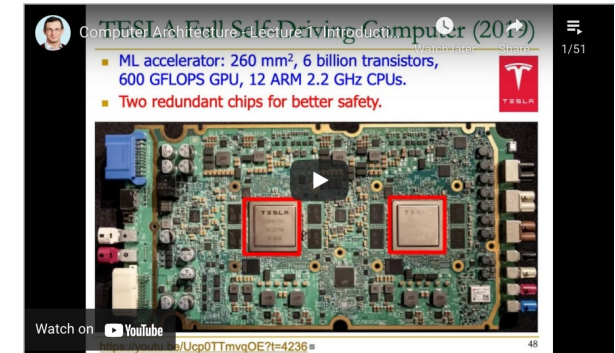 TESLA Full Self-Driving Computer (2019)
Computer Architecture - Lecture 1: Introducti...
Watch later
Share
1/51
ML accelerator: 260 mm², 6 billion transistors,
600 GFLOPS GPU, 12 ARM 2.2 GHz CPUs.
Two redundant chips for better safety.
TESLA
TESLA
Watch on YouTube
https://youtu.be/Ucp0TTmvqOE?t=4236
48